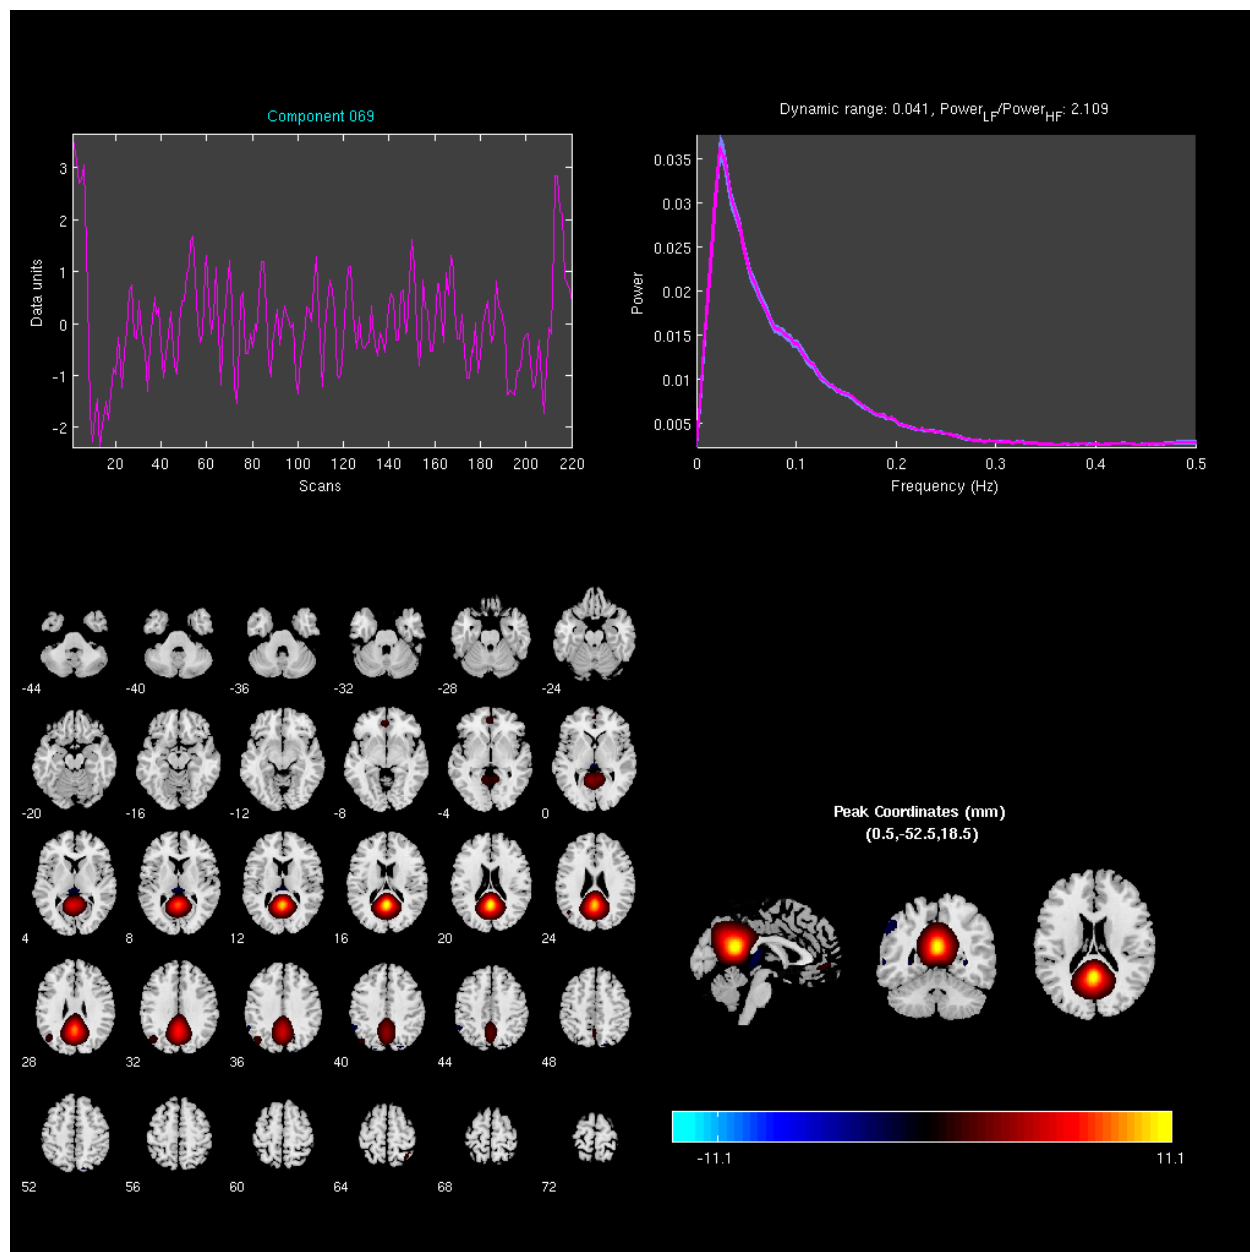 Component 069
3
2
1
0
-1
-2
Data units
20 40 60 80 100 120 140 160 180 200 220
Scans
Dynamic range: 0.041, Power_LF/Power_HF: 2.109
0.035
0.03
0.025
0.02
0.015
0.01
0.005
Power
0 0.1 0.2 0.3 0.4 0.5
Frequency (Hz)
-44 -40 -36 -32 -28 -24
-20 -16 -12 -8 -4 0
4 8 12 16 20 24
28 32 36 40 44 48
52 56 60 64 68 72
Peak Coordinates (mm)
(0.5,-52.5,18.5)
-11.1 11.1